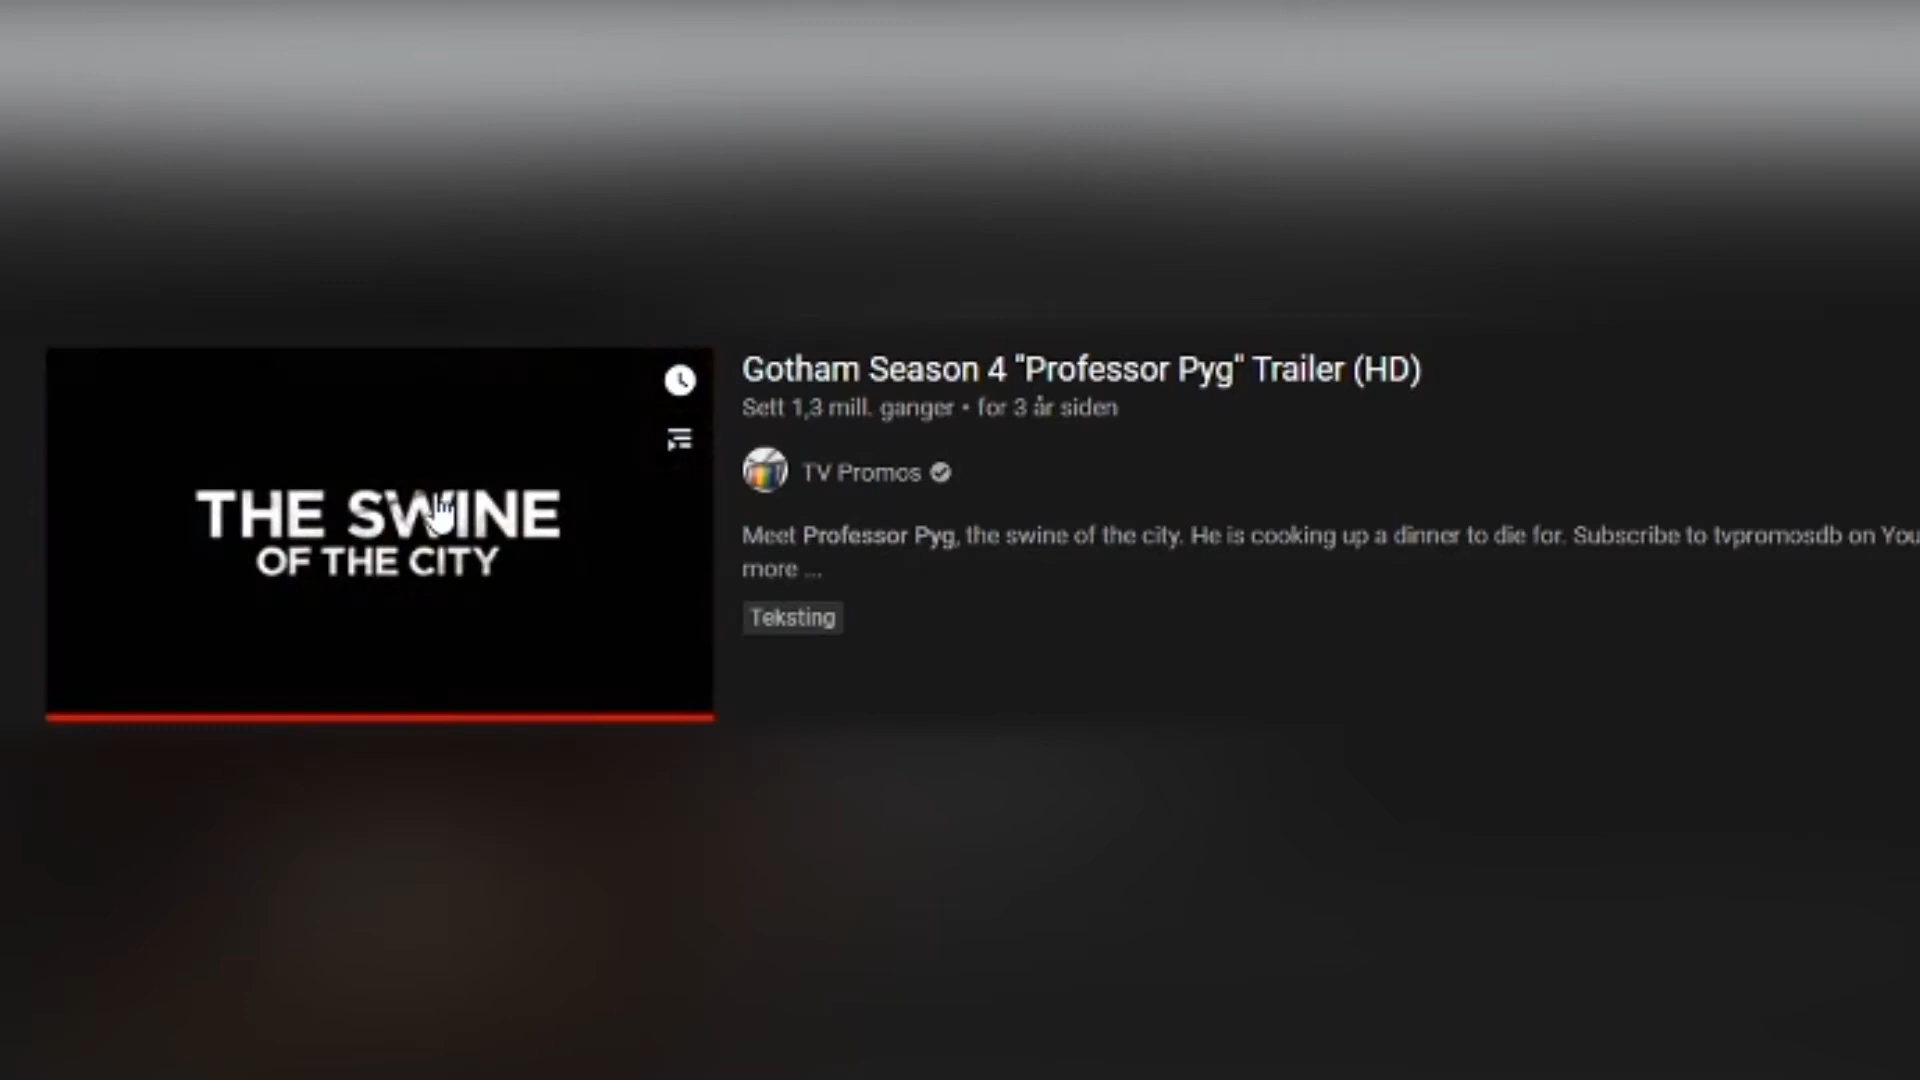 THE SWINE
OF THE CITY
Gotham Season 4 "Professor Pyg" Trailer (HD)
Sett 1,3 mill. ganger • for 3 år siden
TV Promos
Meet Professor Pyg, the swine of the city. He is cooking up a dinner to die for. Subscribe to tvpromosdb on You
more ...
Teksting